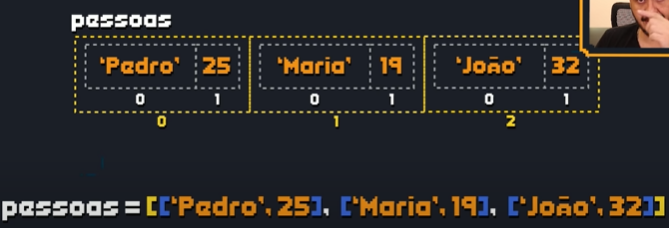 pessoas
'Pedro' 25 'Maria' 19 'João' 32
0 1 0 1 0 1
0 1 2
pessoas = [['Pedro', 25], ['Maria', 19], ['João', 32]]